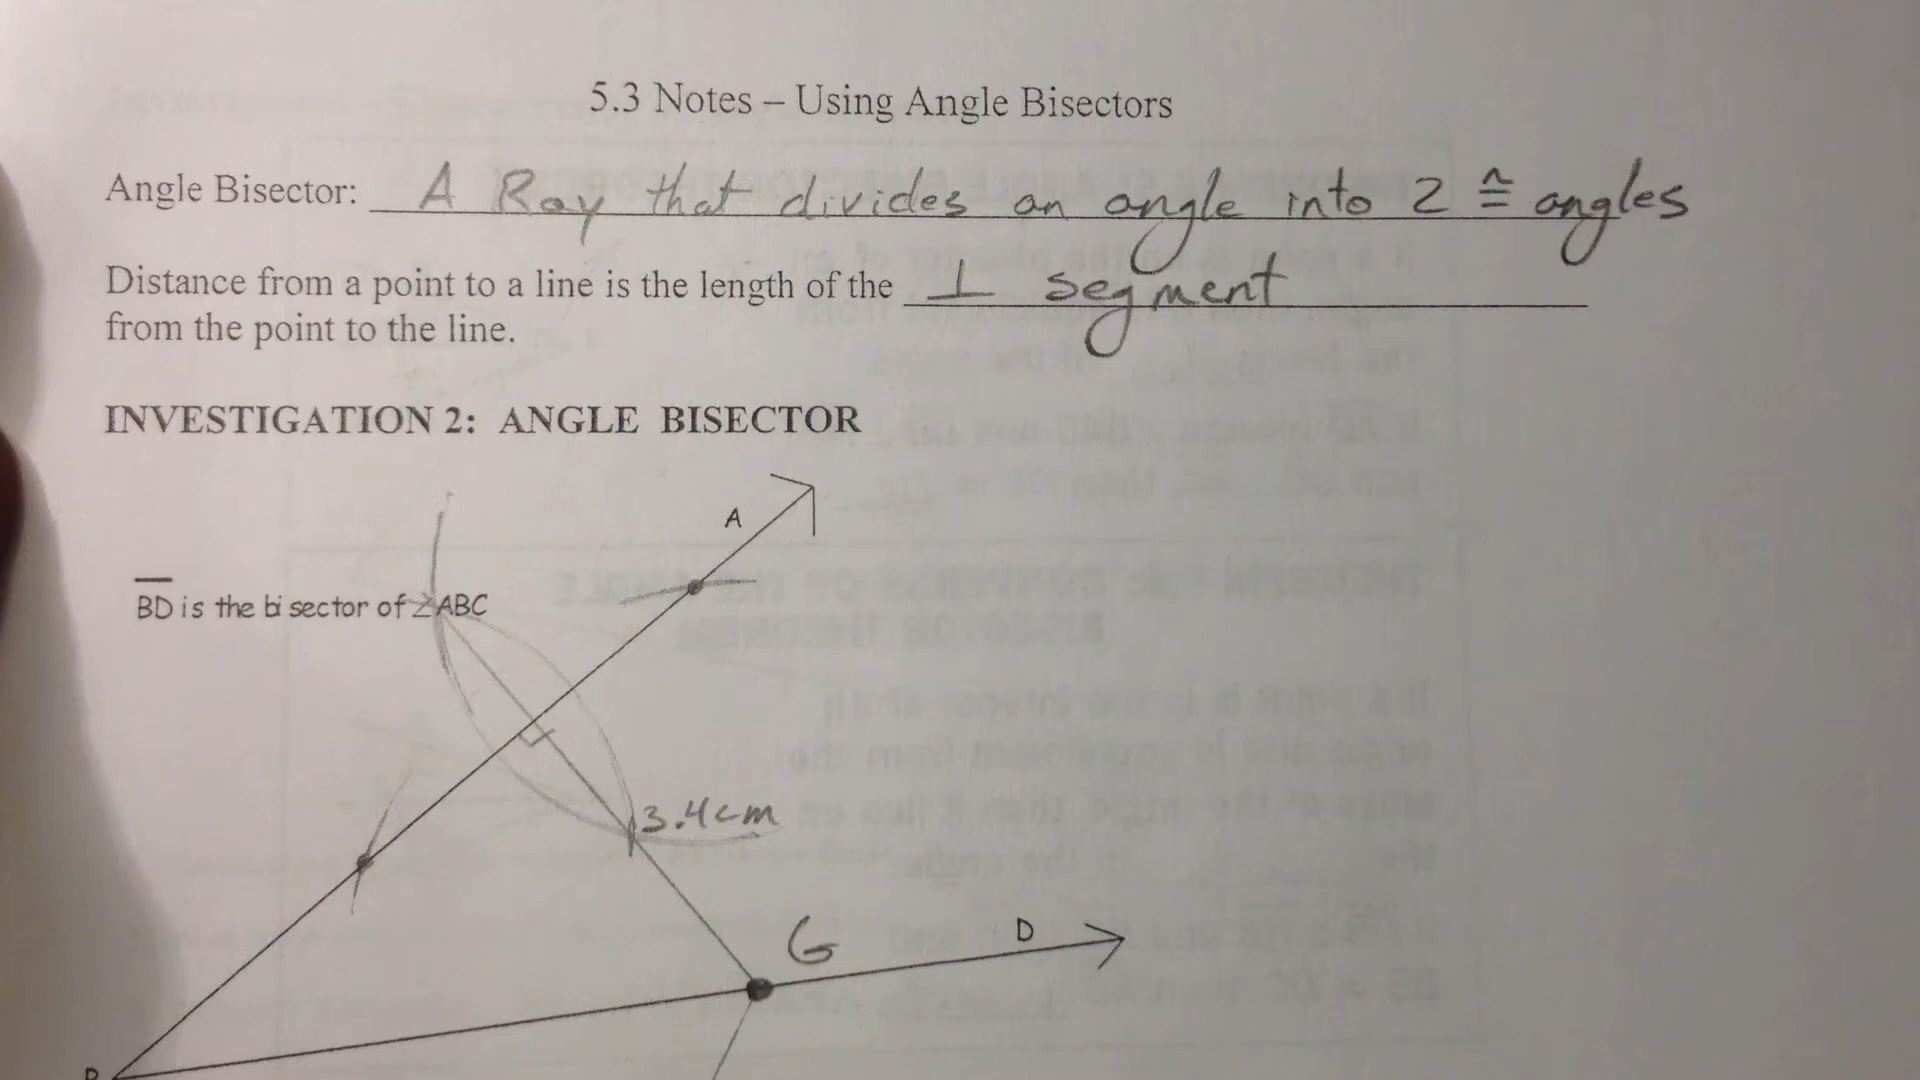 5.3 Notes – Using Angle Bisectors
Angle Bisector: A Ray that divides an angle into 2 ≅ angles
Distance from a point to a line is the length of the ⊥ segment
from the point to the line.
INVESTIGATION 2: ANGLE BISECTOR
A
BD is the bisector of ∠ABC
3.4cm
G
D